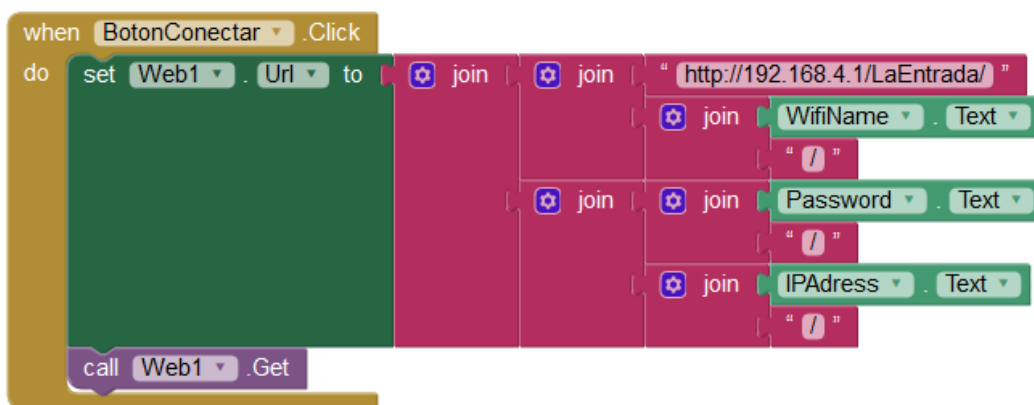 when BotonConectar .Click
do set Web1 . Url to join join " http://192.168.4.1/LaEntrada/ "
join WifiName . Text
" / "
join join Password . Text
" / "
join IPAdress . Text
" / "
call Web1 .Get